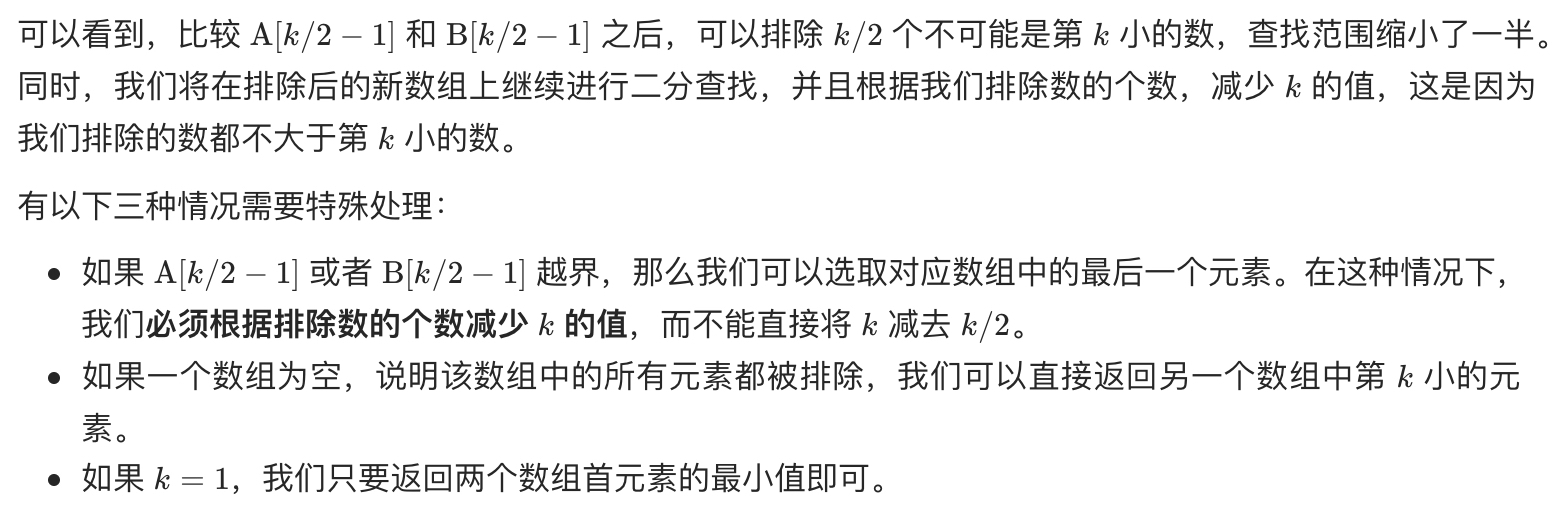 可以看到，比较 A[k/2 − 1] 和 B[k/2 − 1] 之后，可以排除 k/2 个不可能是第 k 小的数，查找范围缩小了一半。
同时，我们将在排除后的新数组上继续进行二分查找，并且根据我们排除数的个数，减少 k 的值，这是因为
我们排除的数都不大于第 k 小的数。
有以下三种情况需要特殊处理：
• 如果 A[k/2 − 1] 或者 B[k/2 − 1] 越界，那么我们可以选取对应数组中的最后一个元素。在这种情况下，
我们必须根据排除数的个数减少 k 的值，而不能直接将 k 减去 k/2。
• 如果一个数组为空，说明该数组中的所有元素都被排除，我们可以直接返回另一个数组中第 k 小的元
素。
• 如果 k = 1，我们只要返回两个数组首元素的最小值即可。